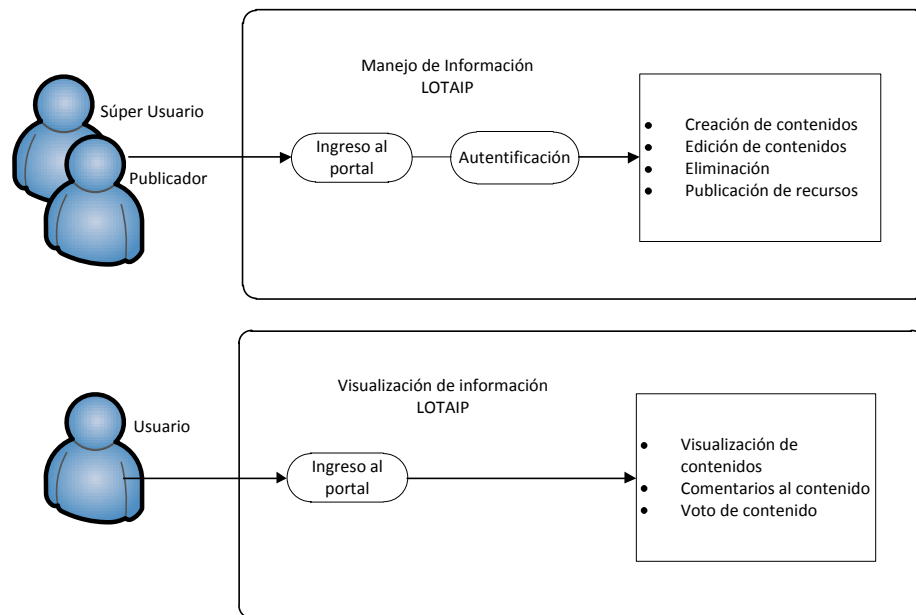 Manejo de Información
LOTAIP
Súper Usuario
Publicador
Ingreso al
portal
Autentificación
• Creación de contenidos
• Edición de contenidos
• Eliminación
• Publicación de recursos
Visualización de información
LOTAIP
Usuario
Ingreso al
portal
• Visualización de
contenidos
• Comentarios al contenido
• Voto de contenido